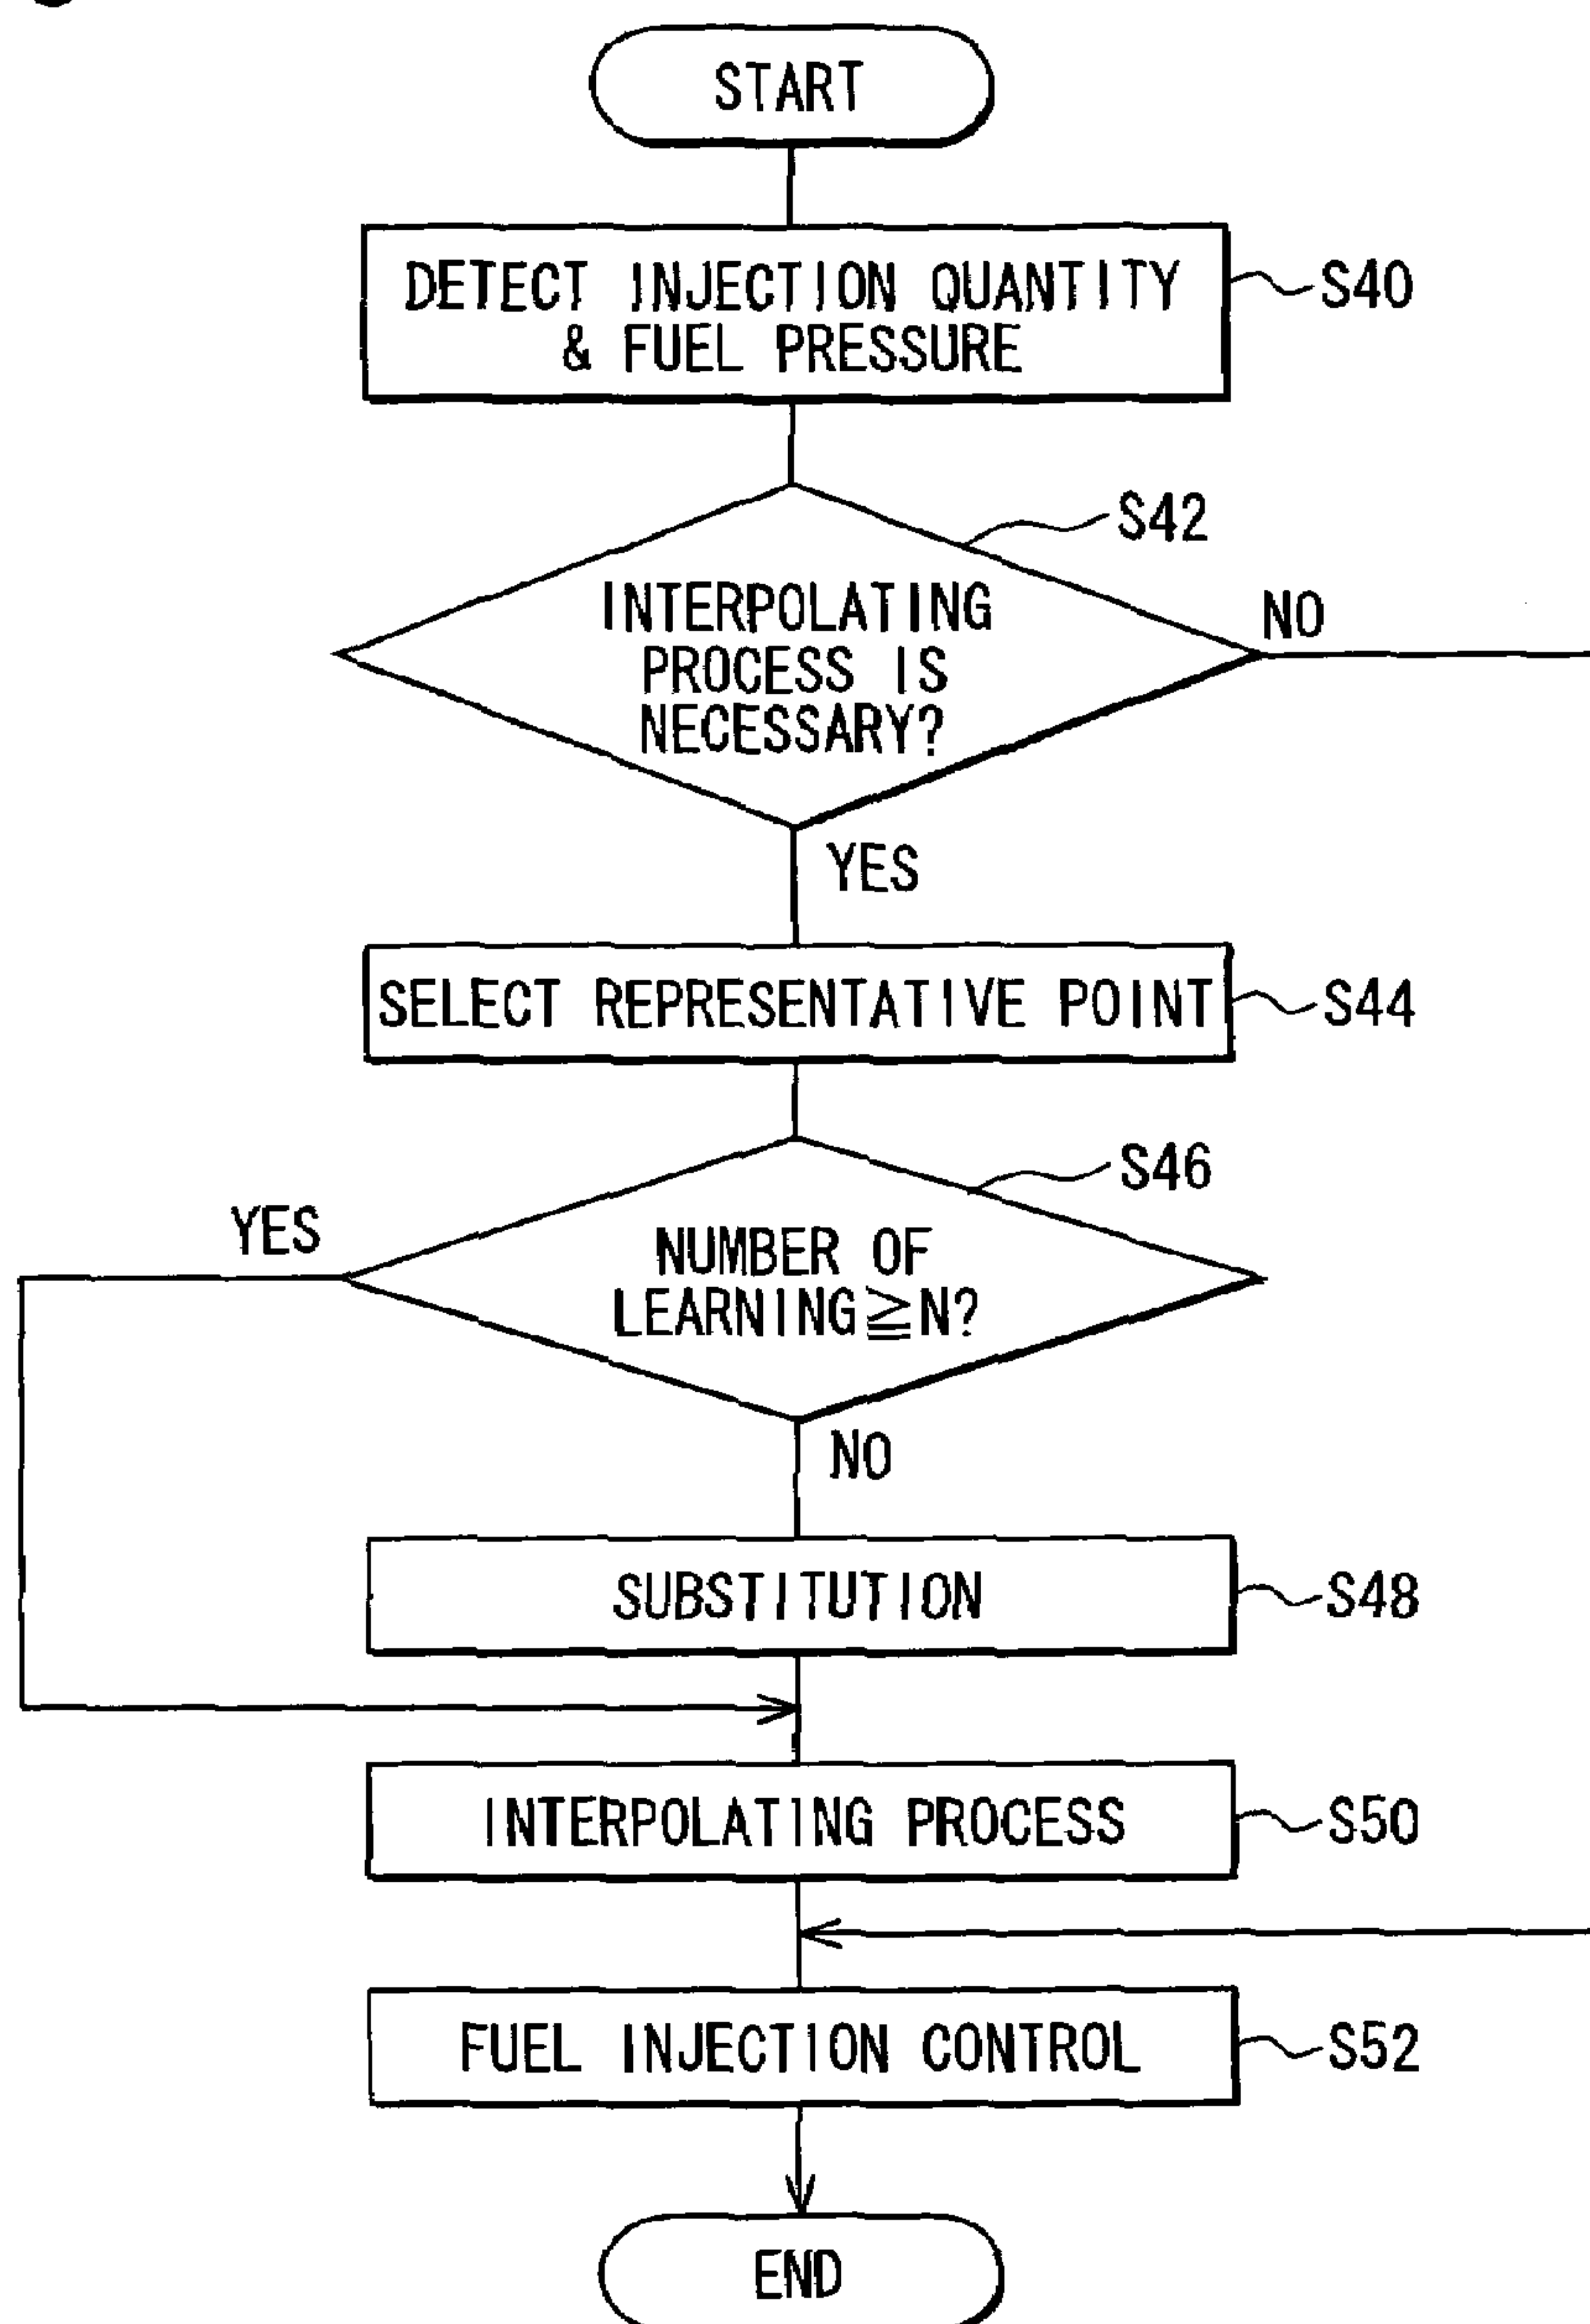 START
DETECT INJECTION QUANTITY
& FUEL PRESSURE
S40
S42
INTERPOLATING
PROCESS IS
NECESSARY?
NO
YES
SELECT REPRESENTATIVE POINT
S44
S46
YES
NUMBER OF
LEARNING≧N?
NO
SUBSTITUTION
S48
INTERPOLATING PROCESS
S50
FUEL INJECTION CONTROL
S52
END